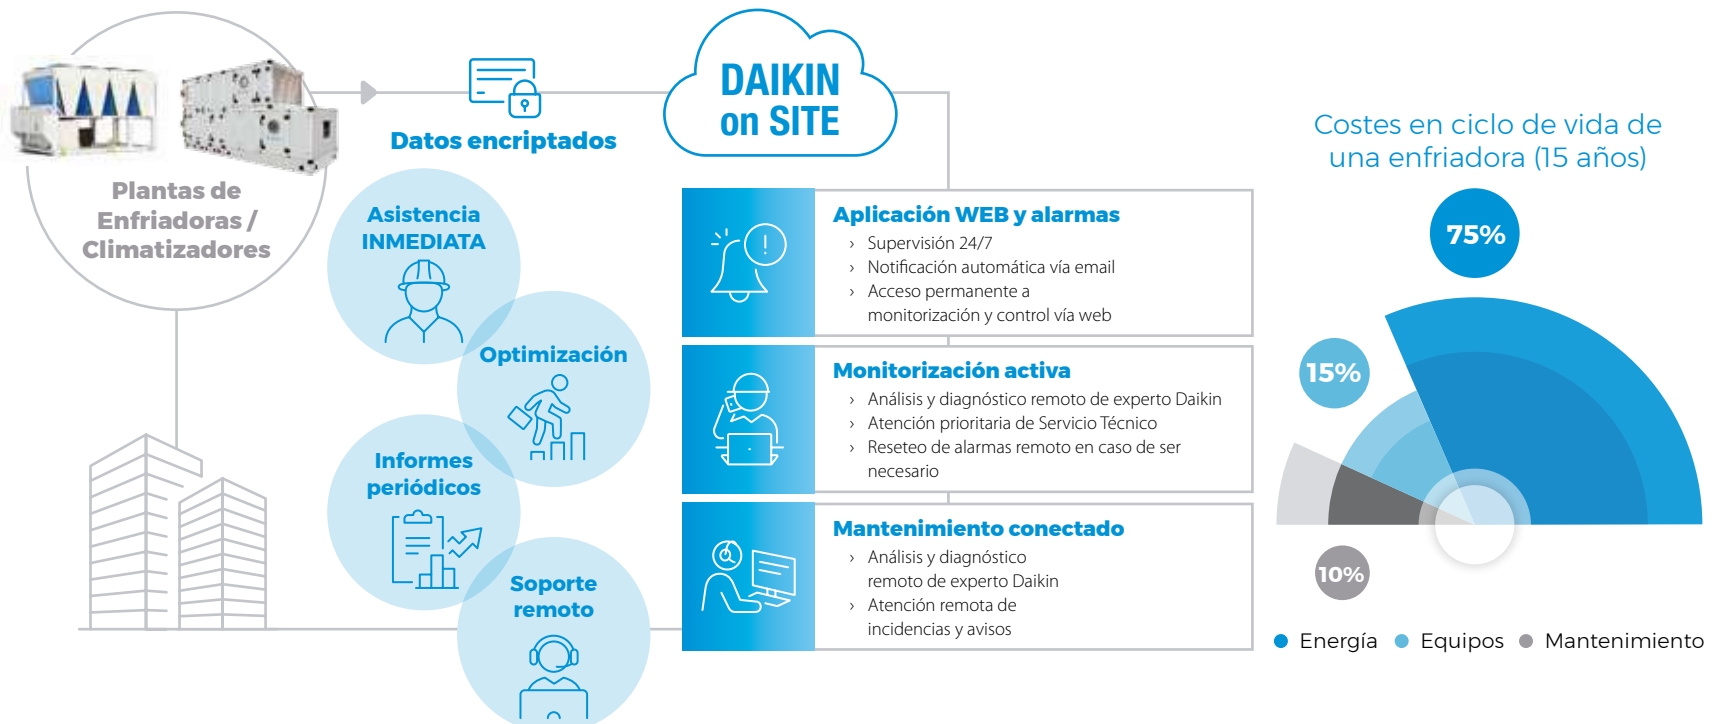 Plantas de
Enfriadoras /
Climatizadores
Datos encriptados
DAIKIN
on SITE
Asistencia
INMEDIATA
Optimización
Informes
periódicos
Soporte
remoto
Aplicación WEB y alarmas
› Supervisión 24/7
› Notificación automática vía email
› Acceso permanente a
monitorización y control vía web
Monitorización activa
› Análisis y diagnóstico remoto de experto Daikin
› Atención prioritaria de Servicio Técnico
› Reseteo de alarmas remoto en caso de ser
necesario
Mantenimiento conectado
› Análisis y diagnóstico
remoto de experto Daikin
› Atención remota de
incidencias y avisos
Costes en ciclo de vida de
una enfriadora (15 años)
75%
15%
10%
Energía Equipos Mantenimiento